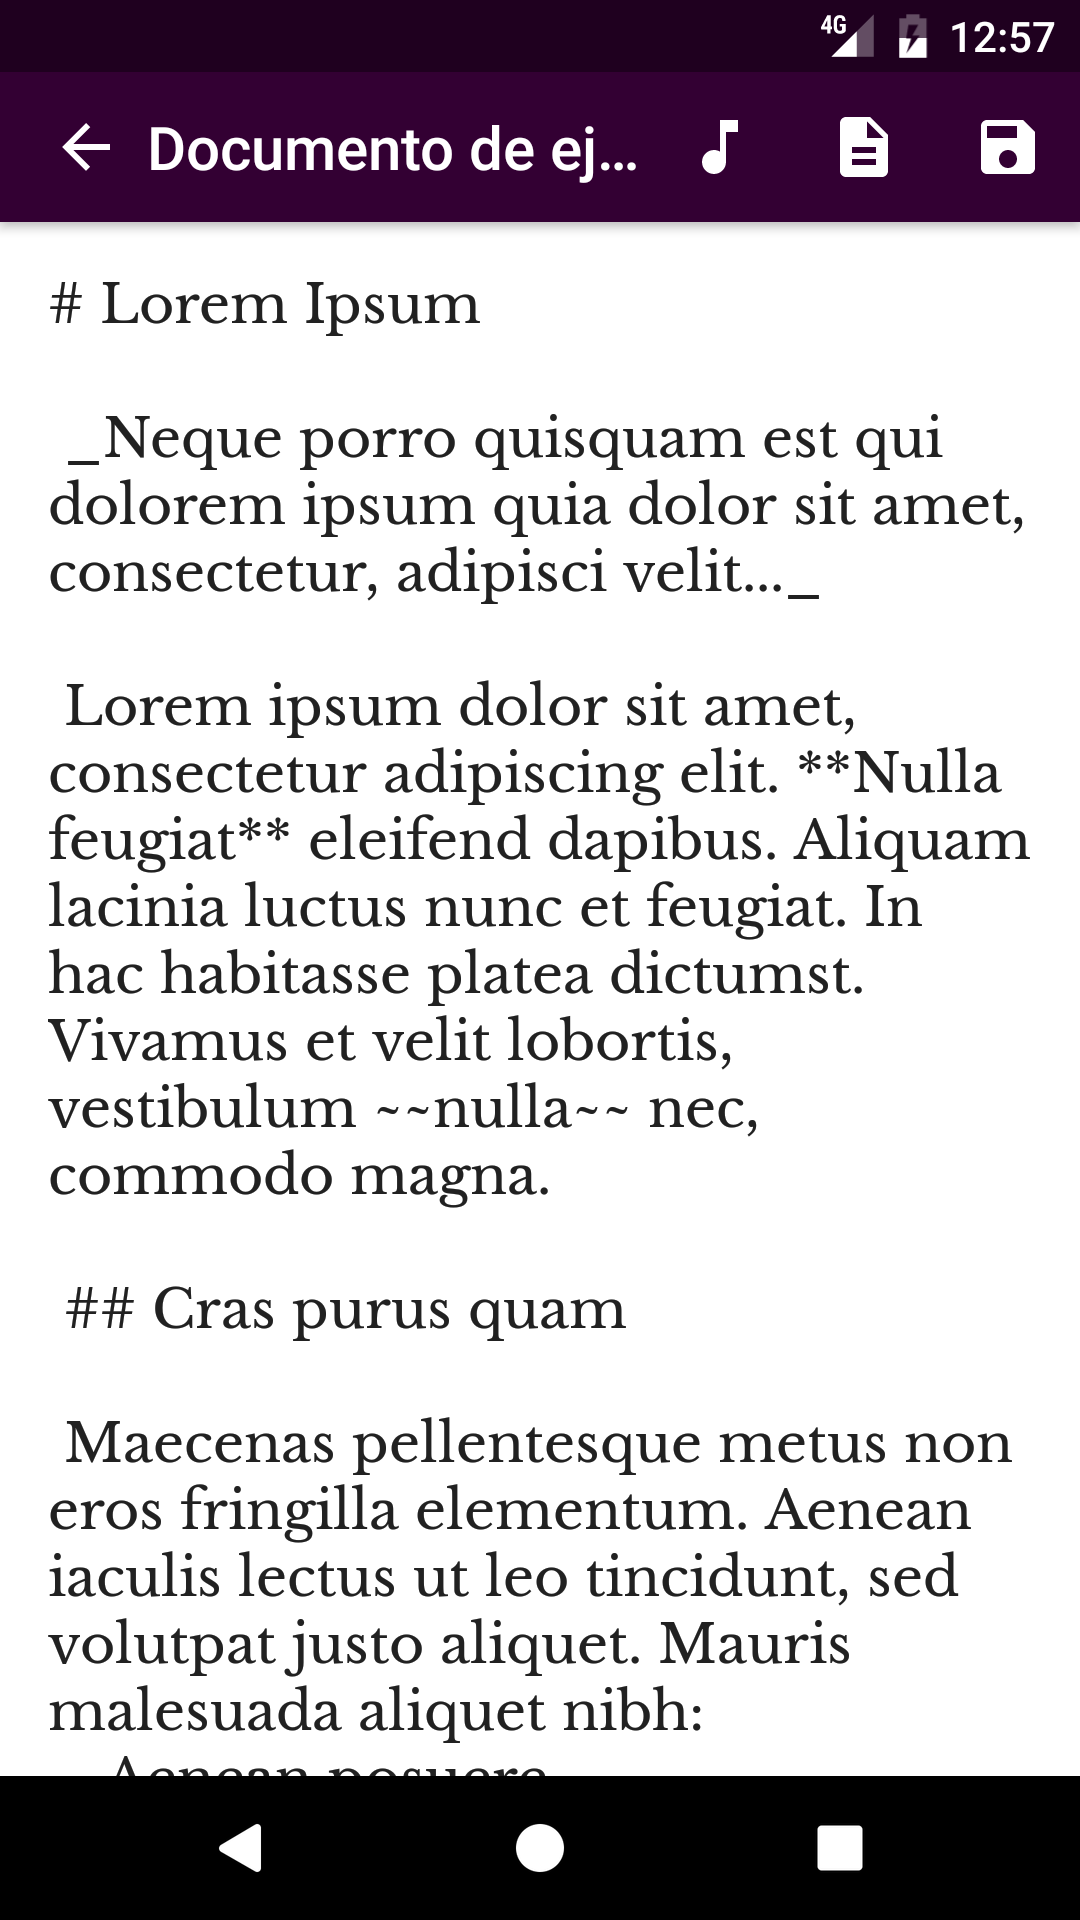 4G 12:57
Documento de ej...
# Lorem Ipsum
_Neque porro quisquam est qui
dolorem ipsum quia dolor sit amet,
consectetur, adipisci velit..._
Lorem ipsum dolor sit amet,
consectetur adipiscing elit. **Nulla
feugiat** eleifend dapibus. Aliquam
lacinia luctus nunc et feugiat. In
hac habitasse platea dictumst.
Vivamus et velit lobortis,
vestibulum ~~nulla~~ nec,
commodo magna.
## Cras purus quam
Maecenas pellentesque metus non
eros fringilla elementum. Aenean
iaculis lectus ut leo tincidunt, sed
volutpat justo aliquet. Mauris
malesuada aliquet nibh:
Aenean posuere